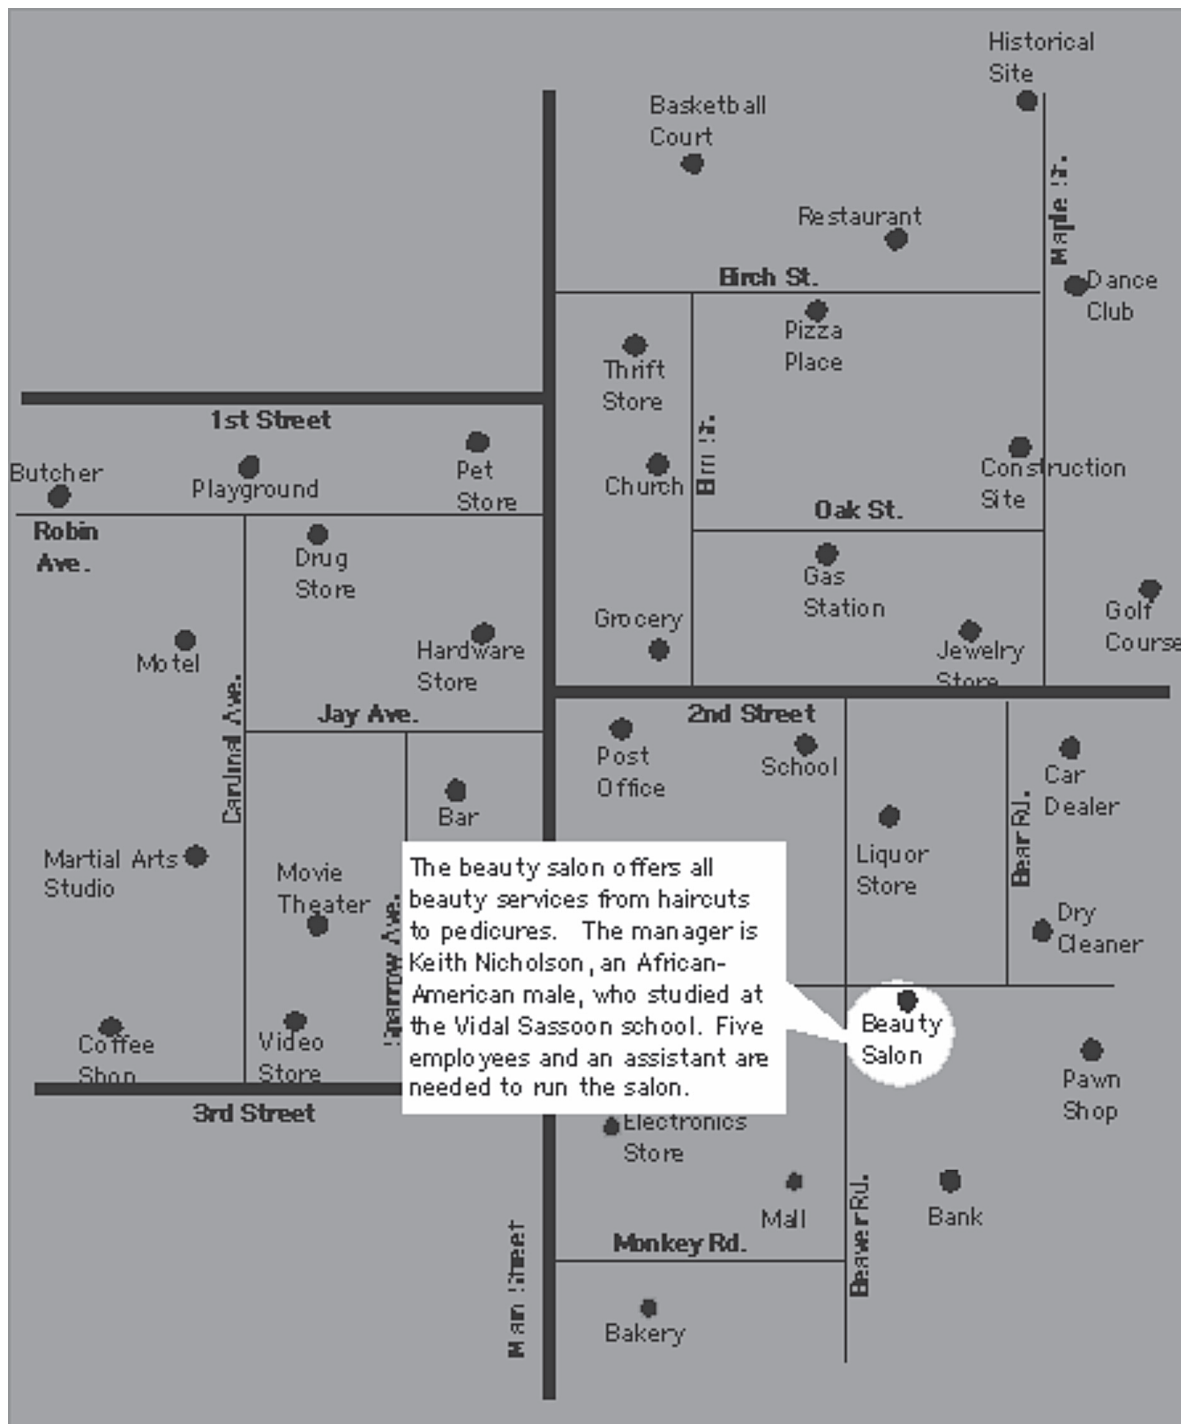 Historical
Site
Basketball
Court
Maple St.
Restaurant
Birch St.
Dance
Club
Pizza
Place
Thrift
Store
1st Street
Butcher
Playground
Pet
Store
Church
Elm St.
Construction
Site
Oak St.
Robin
Ave.
Drug
Store
Gas
Station
Golf
Course
Grocery
Motel
Hardware
Store
Jewelry
Store
Cardinal Ave.
Jay Ave.
2nd Street
Post
Office
School
Car
Dealer
Bear Rd.
Bar
Liquor
Store
Martial Arts
Studio
Movie
Theater
Sparrow Ave.
The beauty salon offers all
beauty services from haircuts
to pedicures. The manager is
Keith Nicholson, an African-
American male, who studied at
the Vidal Sassoon school. Five
employees and an assistant are
needed to run the salon.
Dry
Cleaner
Beauty
Salon
Coffee
Shop
Video
Store
Pawn
Shop
3rd Street
Electronics
Store
Mall
Bank
Beaver Rd.
Monkey Rd.
Main Street
Bakery